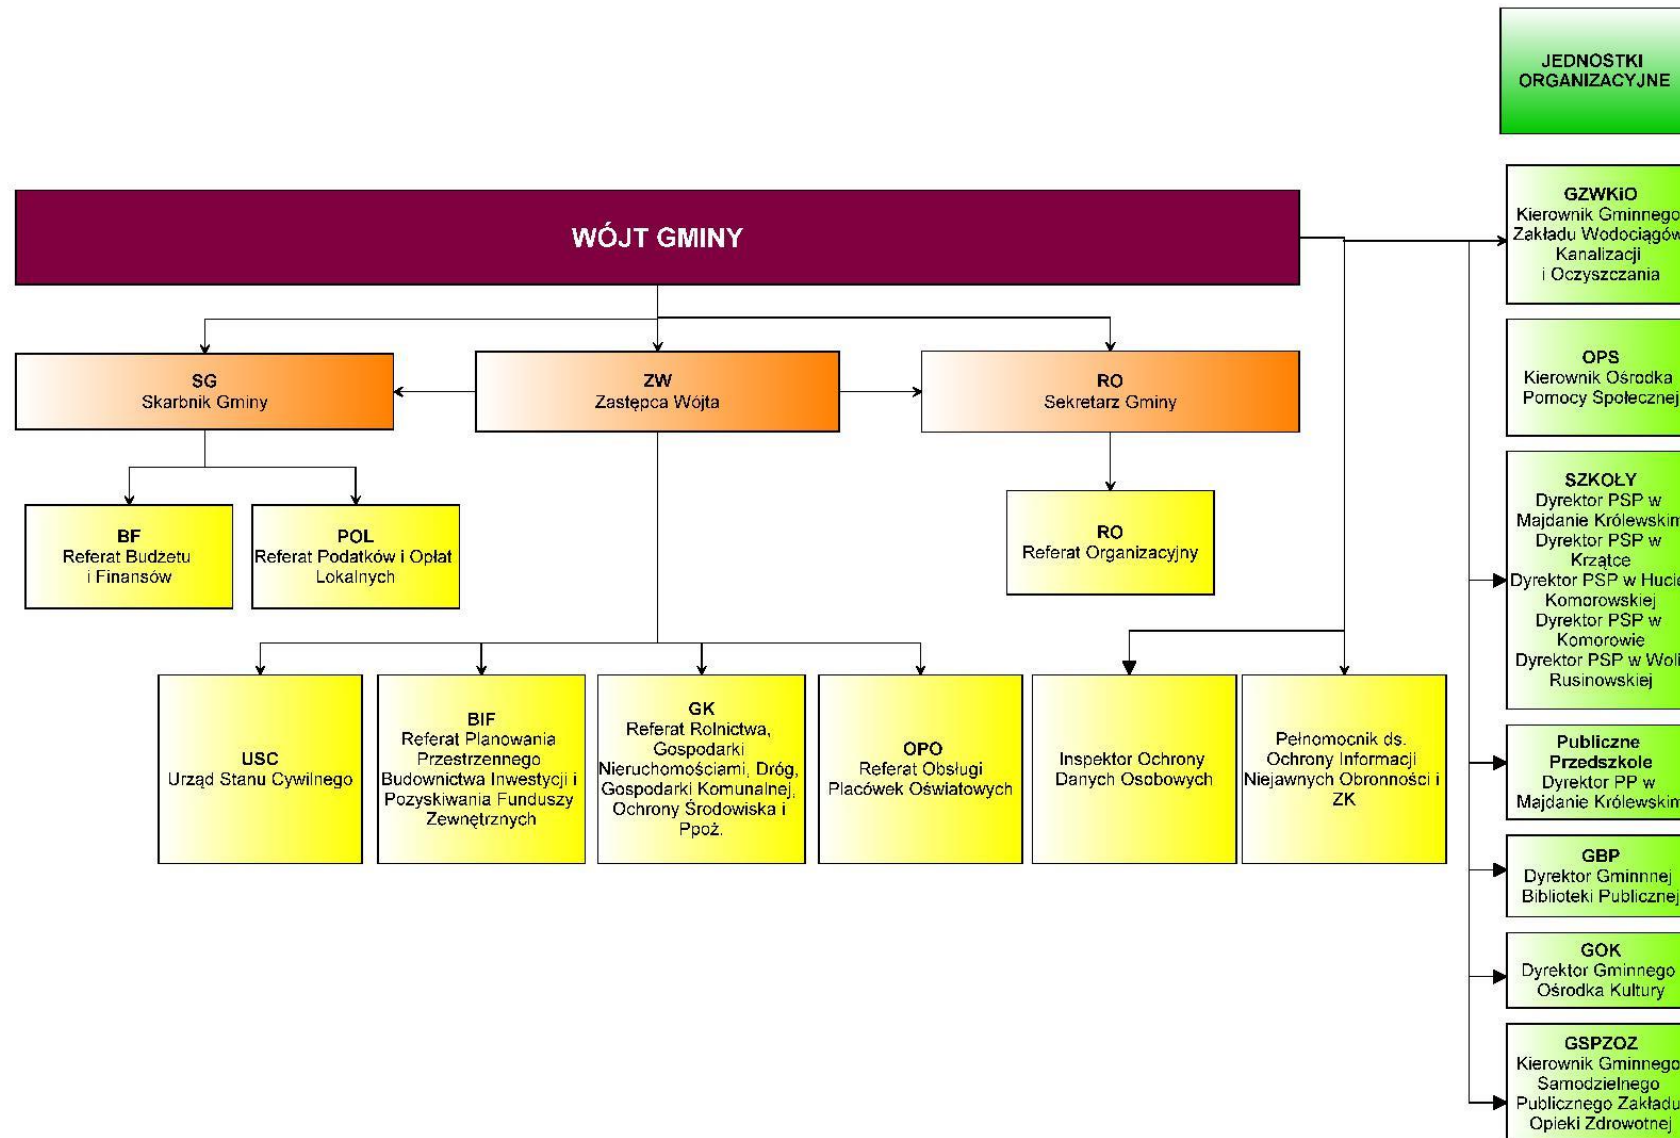 JEDNOSTKI
ORGANIZACYJNE
WÓJT GMINY
SG
Skarbnik Gminy
ZW
Zastępca Wójta
RO
Sekretarz Gminy
BF
Referat Budżetu
i Finansów
POL
Referat Podatków i Opłat
Lokalnych
RO
Referat Organizacyjny
USC
Urząd Stanu Cywilnego
BIF
Referat Planowania
Przestrzennego
Budownictwa Inwestycji i
Pozyskiwania Funduszy
Zewnętrznych
GK
Referat Rolnictwa,
Gospodarki
Nieruchomościami, Dróg,
Gospodarki Komunalnej,
Ochrony Środowiska i
Ppoż.
OPO
Referat Obsługi
Placówek Oświatowych
Inspektor Ochrony
Danych Osobowych
Pełnomocnik ds.
Ochrony Informacji
Niejawnych Obronności i
ZK
GZWKiO
Kierownik Gminnego
Zakładu Wodociągów
Kanalizacji
i Oczyszczania
OPS
Kierownik Ośrodka
Pomocy Społecznej
SZKOŁY
Dyrektor PSP w
Majdanie Królewskim
Dyrektor PSP w
Krzątce
Dyrektor PSP w Hucie
Komorowskiej
Dyrektor PSP w
Komorowie
Dyrektor PSP w Woli
Rusinowskiej
Publiczne
Przedszkole
Dyrektor PP w
Majdanie Królewskim
GBP
Dyrektor Gminnnej
Biblioteki Publicznej
GOK
Dyrektor Gminnego
Ośrodka Kultury
GSPZOZ
Kierownik Gminnego
Samodzielnego
Publicznego Zakładu
Opieki Zdrowotnej